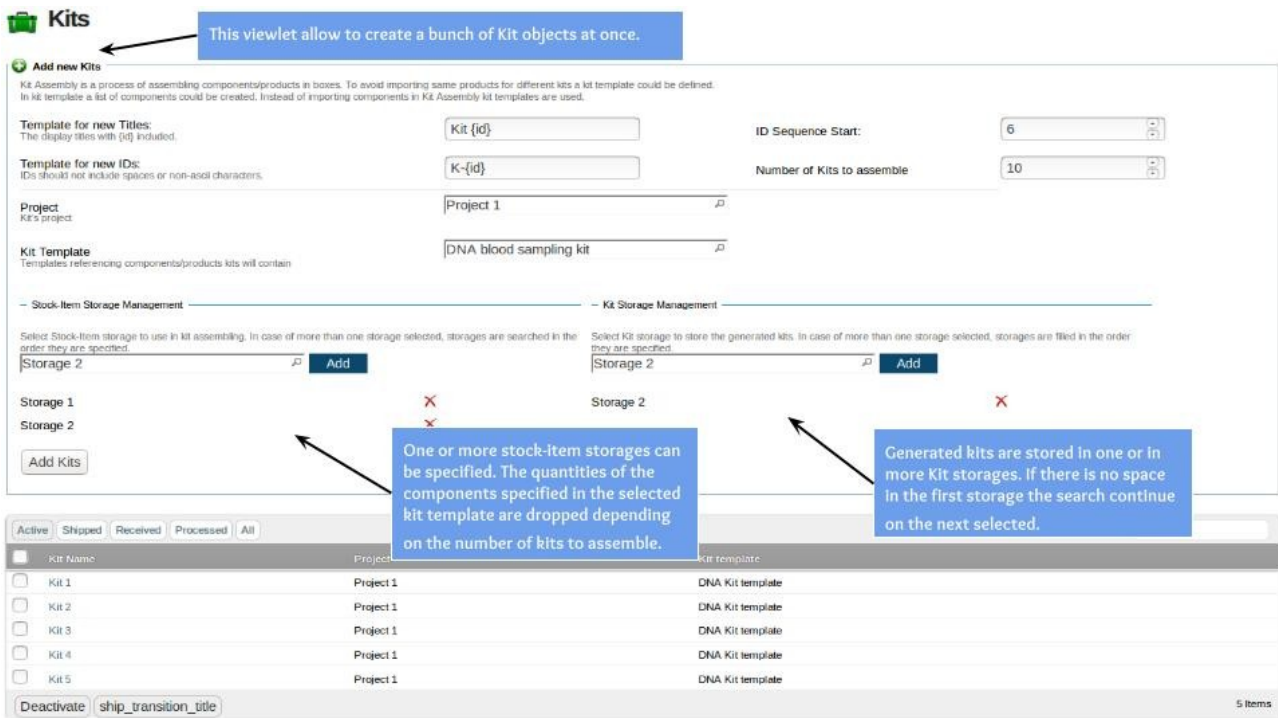 Kits
This viewlet allow to create a bunch of Kit objects at once.
Add new Kits
Kit Assembly is a process of assembling components/products in boxes. To avoid importing same products for different kits a kit template could be defined.
In kit template a list of components could be created. Instead of importing components in Kit Assembly kit templates are used.
Template for new Titles:
The display titles with {id} included.
Kit {id}
ID Sequence Start:
6
Template for new IDs:
IDs should not include spaces or non-ascii characters.
K-{id}
Number of Kits to assemble
10
Project
Kit's project
Project 1
Kit Template
Templates referencing components/products kits will contain
DNA blood sampling kit
Stock-Item Storage Management
Select Stock-Item storage to use in kit assembling. In case of more than one storage selected, storages are searched in the
order they are specified.
Storage 2
Add
Storage 1
Storage 2
Add Kits
Kit Storage Management
Select Kit storage to store the generated kits. In case of more than one storage selected, storages are filled in the order
they are specified.
Storage 2
Add
Storage 2
One or more stock-item storages can
be specified. The quantities of the
components specified in the selected
kit template are dropped depending
on the number of kits to assemble.
Generated kits are stored in one or in
more Kit storages. If there is no space
in the first storage the search continue
on the next selected.
Active Shipped Received Processed All
Kit Name Project Kit template
Kit 1 Project 1 DNA Kit template
Kit 2 Project 1 DNA Kit template
Kit 3 Project 1 DNA Kit template
Kit 4 Project 1 DNA Kit template
Kit 5 Project 1 DNA Kit template
Deactivate ship_transition_title 5 Items